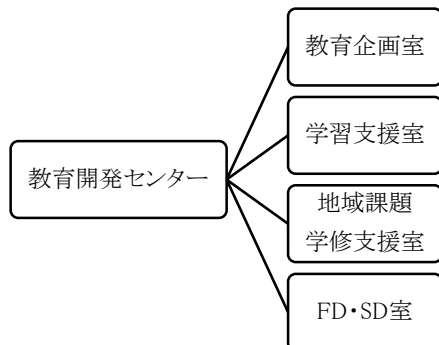 教育企画室
学習支援室
教育開発センター
地域課題
学修支援室
FD・SD室